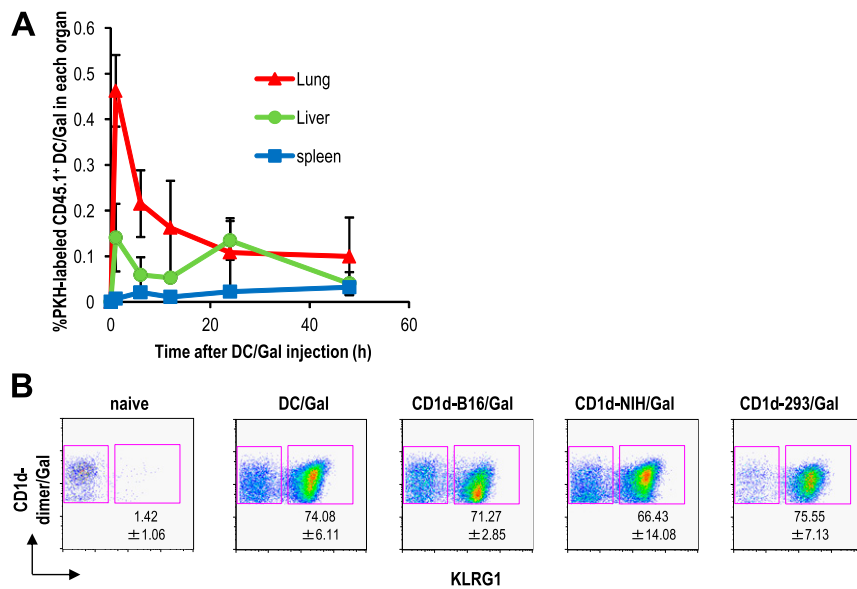 A
%PKH-labeled CD45.1+ DC/Gal in each organ
0.6
0.5
0.4
0.3
0.2
0.1
0
0
20
40
60
Time after DC/Gal injection (h)
Lung
Liver
spleen
B
naive
DC/Gal
CD1d-B16/Gal
CD1d-NIH/Gal
CD1d-293/Gal
CD1d-
dimer/Gal
1.42
±1.06
74.08
±6.11
71.27
±2.85
66.43
±14.08
75.55
±7.13
KLRG1